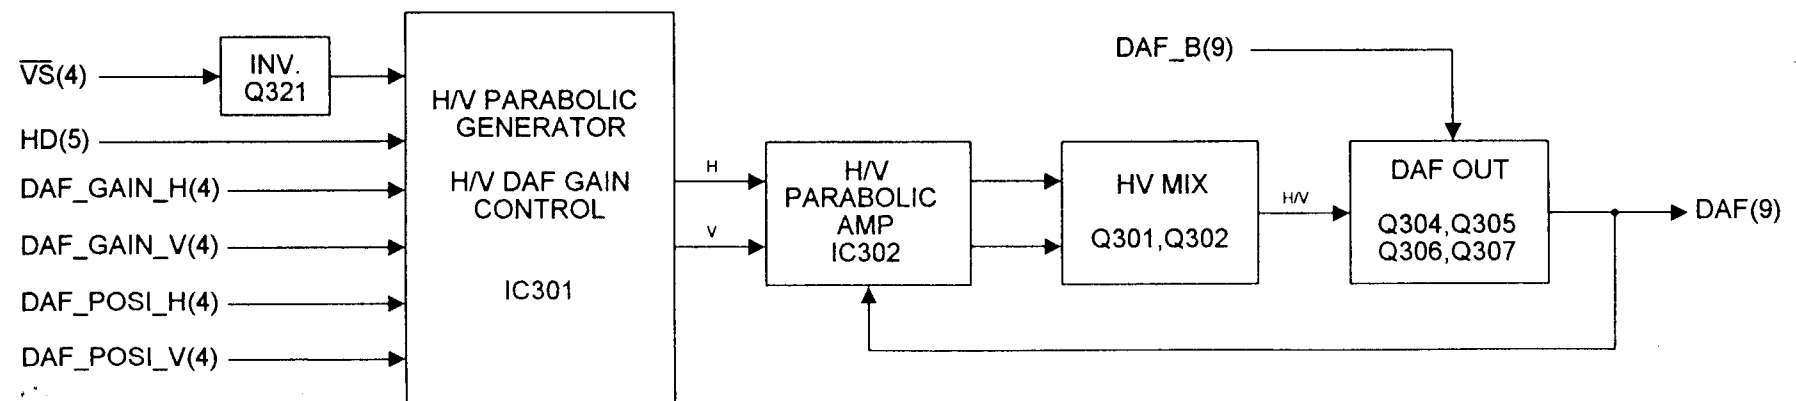 V̅S̅(4)
INV.
Q321
HD(5)
DAF_GAIN_H(4)
DAF_GAIN_V(4)
DAF_POSI_H(4)
DAF_POSI_V(4)
H/V PARABOLIC
GENERATOR
H/V DAF GAIN
CONTROL
IC301
H
V
H/V
PARABOLIC
AMP
IC302
HV MIX
Q301,Q302
H/V
DAF_B(9)
DAF OUT
Q304,Q305
Q306,Q307
DAF(9)